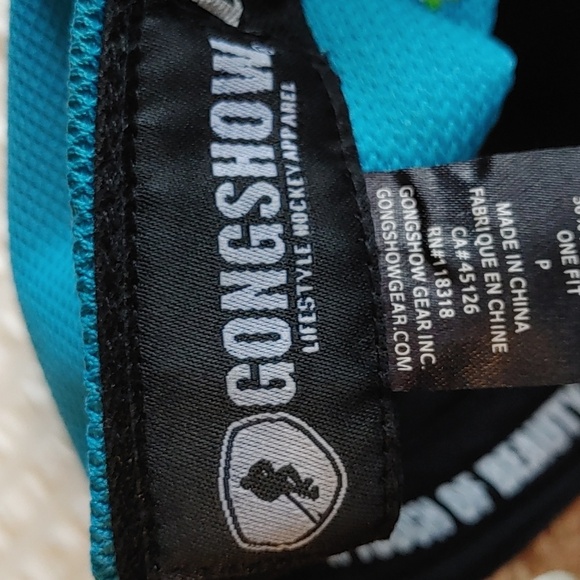 GONGSHOW
LIFESTYLE HOCKEY APPAREL
ONE FIT
P
MADE IN CHINA
FABRIQUE EN CHINE
CA# 45126
RN#118318
GONGSHOW GEAR INC.
GONGSHOWGEAR.COM
OF